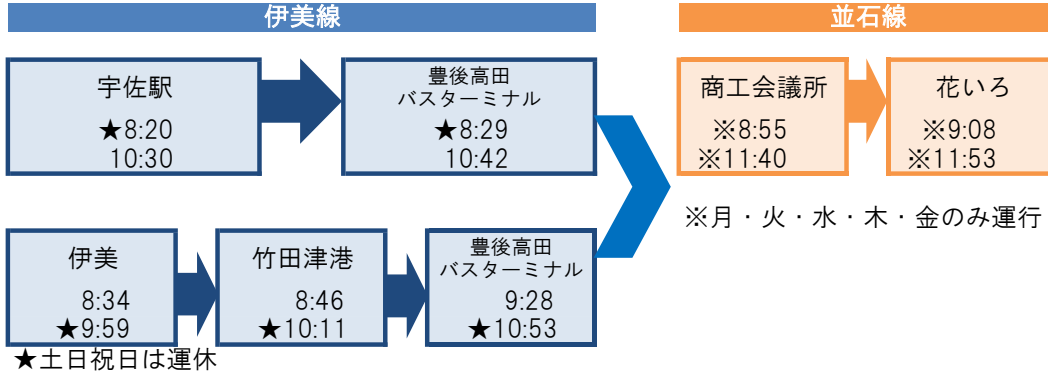 伊美線
並石線
宇佐駅
★8:20
10:30
豊後高田
バスターミナル
★8:29
10:42
商工会議所
※8:55
※11:40
花いろ
※9:08
※11:53
※月・火・水・木・金のみ運行
伊美
8:34
★9:59
竹田津港
8:46
★10:11
豊後高田
バスターミナル
9:28
★10:53
★土日祝日は運休